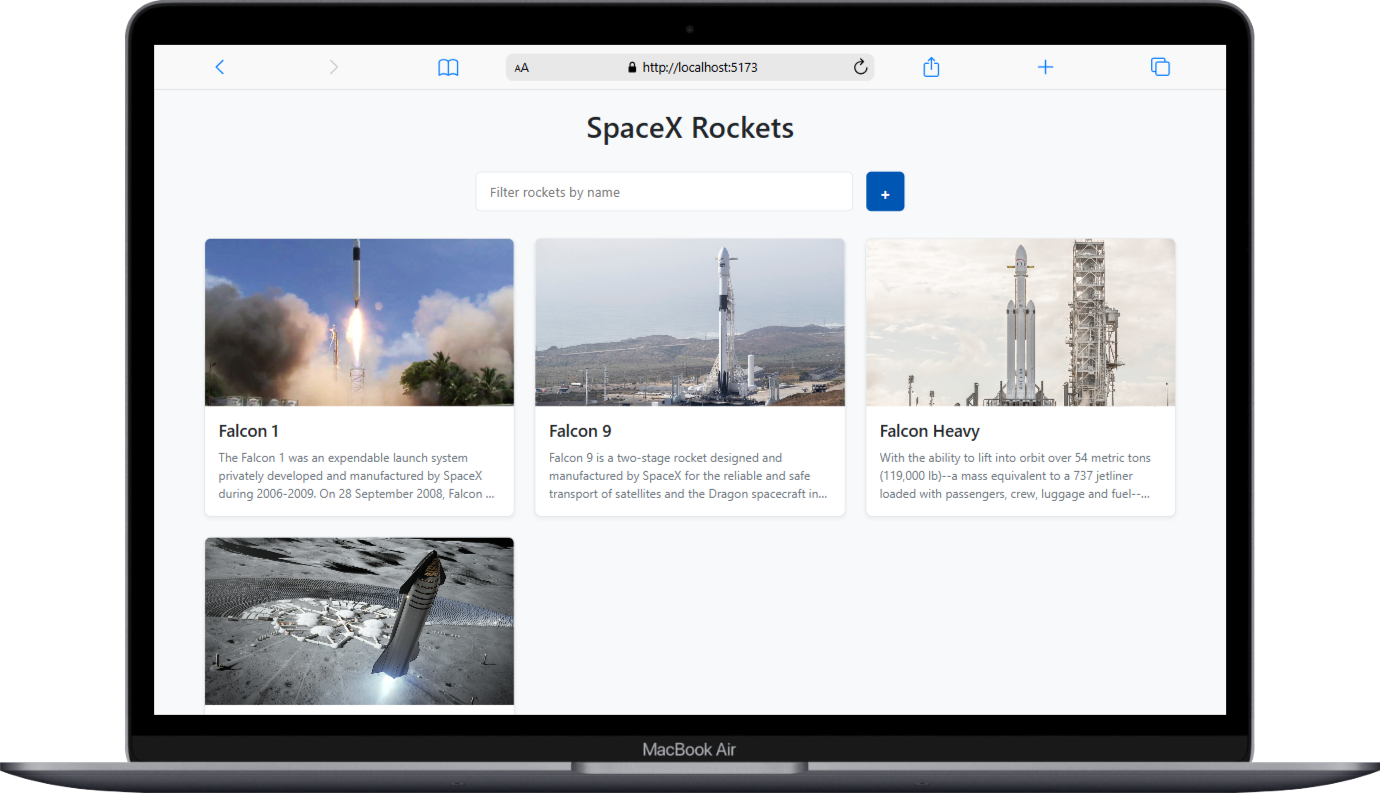 AA
http://localhost:5173
SpaceX Rockets
Filter rockets by name
+
Falcon 1
The Falcon 1 was an expendable launch system
privately developed and manufactured by SpaceX
during 2006-2009. On 28 September 2008, Falcon ...
Falcon 9
Falcon 9 is a two-stage rocket designed and
manufactured by SpaceX for the reliable and safe
transport of satellites and the Dragon spacecraft in...
Falcon Heavy
With the ability to lift into orbit over 54 metric tons
(119,000 lb)--a mass equivalent to a 737 jetliner
loaded with passengers, crew, luggage and fuel--...
MacBook Air